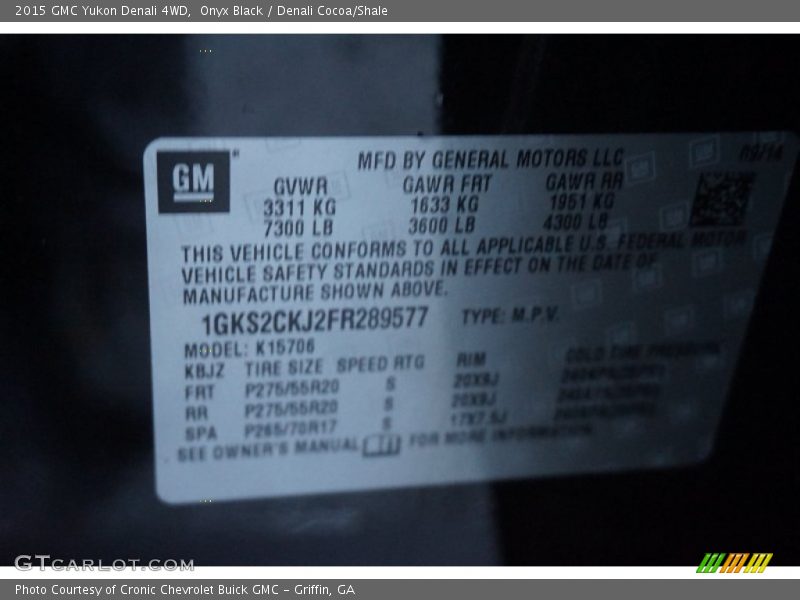 2015 GMC Yukon Denali 4WD, Onyx Black / Denali Cocoa/Shale
GM
MFD BY GENERAL MOTORS LLC 09/14
GVWR GAWR FRT GAWR RR
3311 KG 1633 KG 1951 KG
7300 LB 3600 LB 4300 LB
THIS VEHICLE CONFORMS TO ALL APPLICABLE U.S. FEDERAL MOTOR
VEHICLE SAFETY STANDARDS IN EFFECT ON THE DATE OF
MANUFACTURE SHOWN ABOVE.
1GKS2CKJ2FR289577 TYPE: M.P.V.
MODEL: K15706
KBJZ TIRE SIZE SPEED RTG RIM COLD TIRE PRESSURE
FRT P275/55R20 S 20X9J
RR P275/55R20 S 20X9J
SPA P265/70R17 S 17X7.5J
SEE OWNER'S MANUAL FOR MORE INFORMATION
GTCARLOT.COM
Photo Courtesy of Cronic Chevrolet Buick GMC – Griffin, GA